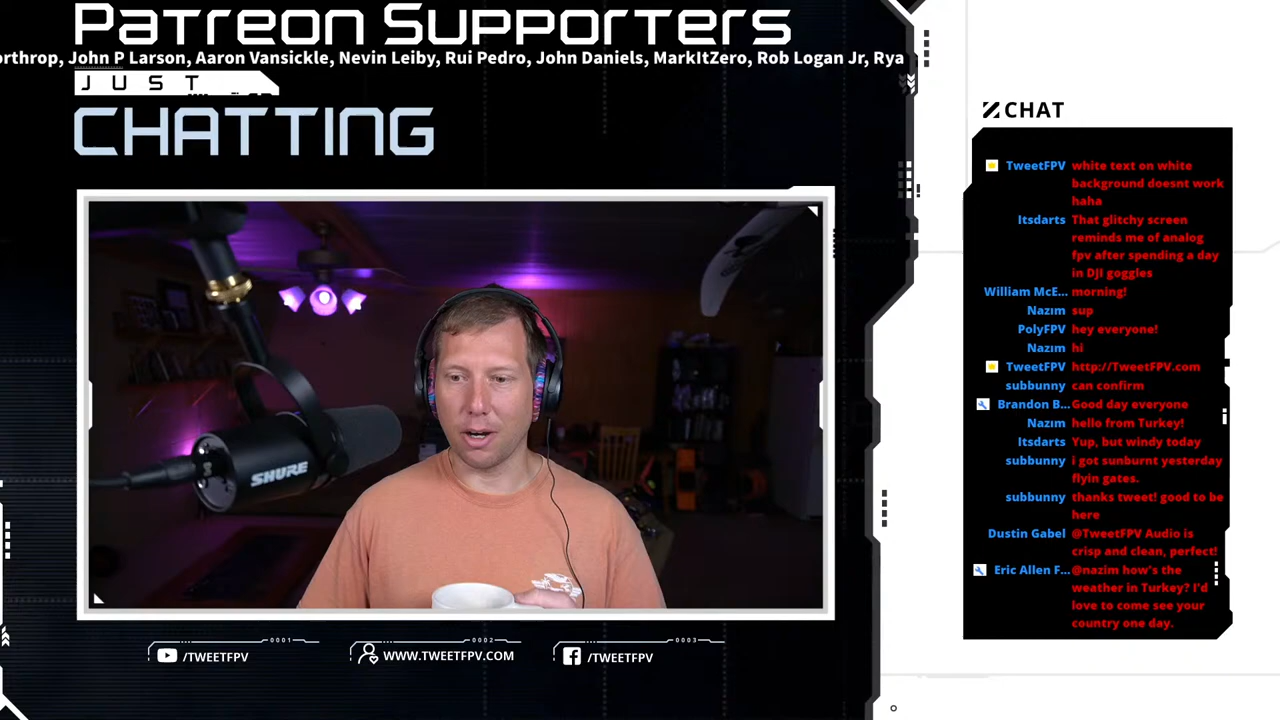 Patreon Supporters
orthrop, John P Larson, Aaron Vansickle, Nevin Leiby, Rui Pedro, John Daniels, MarkItZero, Rob Logan Jr, Rya
JUST
CHATTING
SHURE
0001
/TWEETFPV
0002
WWW.TWEETFPV.COM
0003
/TWEETFPV
CHAT
TweetFPV white text on white
background doesnt work
haha
Itsdarts That glitchy screen
reminds me of analog
fpv after spending a day
in DJI goggles
William McE... morning!
Nazım sup
PolyFPV hey everyone!
Nazım hi
TweetFPV http://TweetFPV.com
subbunny can confirm
Brandon B... Good day everyone
Nazım hello from Turkey!
Itsdarts Yup, but windy today
subbunny i got sunburnt yesterday
flyin gates.
subbunny thanks tweet! good to be
here
Dustin Gabel @TweetFPV Audio is
crisp and clean, perfect!
Eric Allen F... @nazim how's the
weather in Turkey? I'd
love to come see your
country one day.